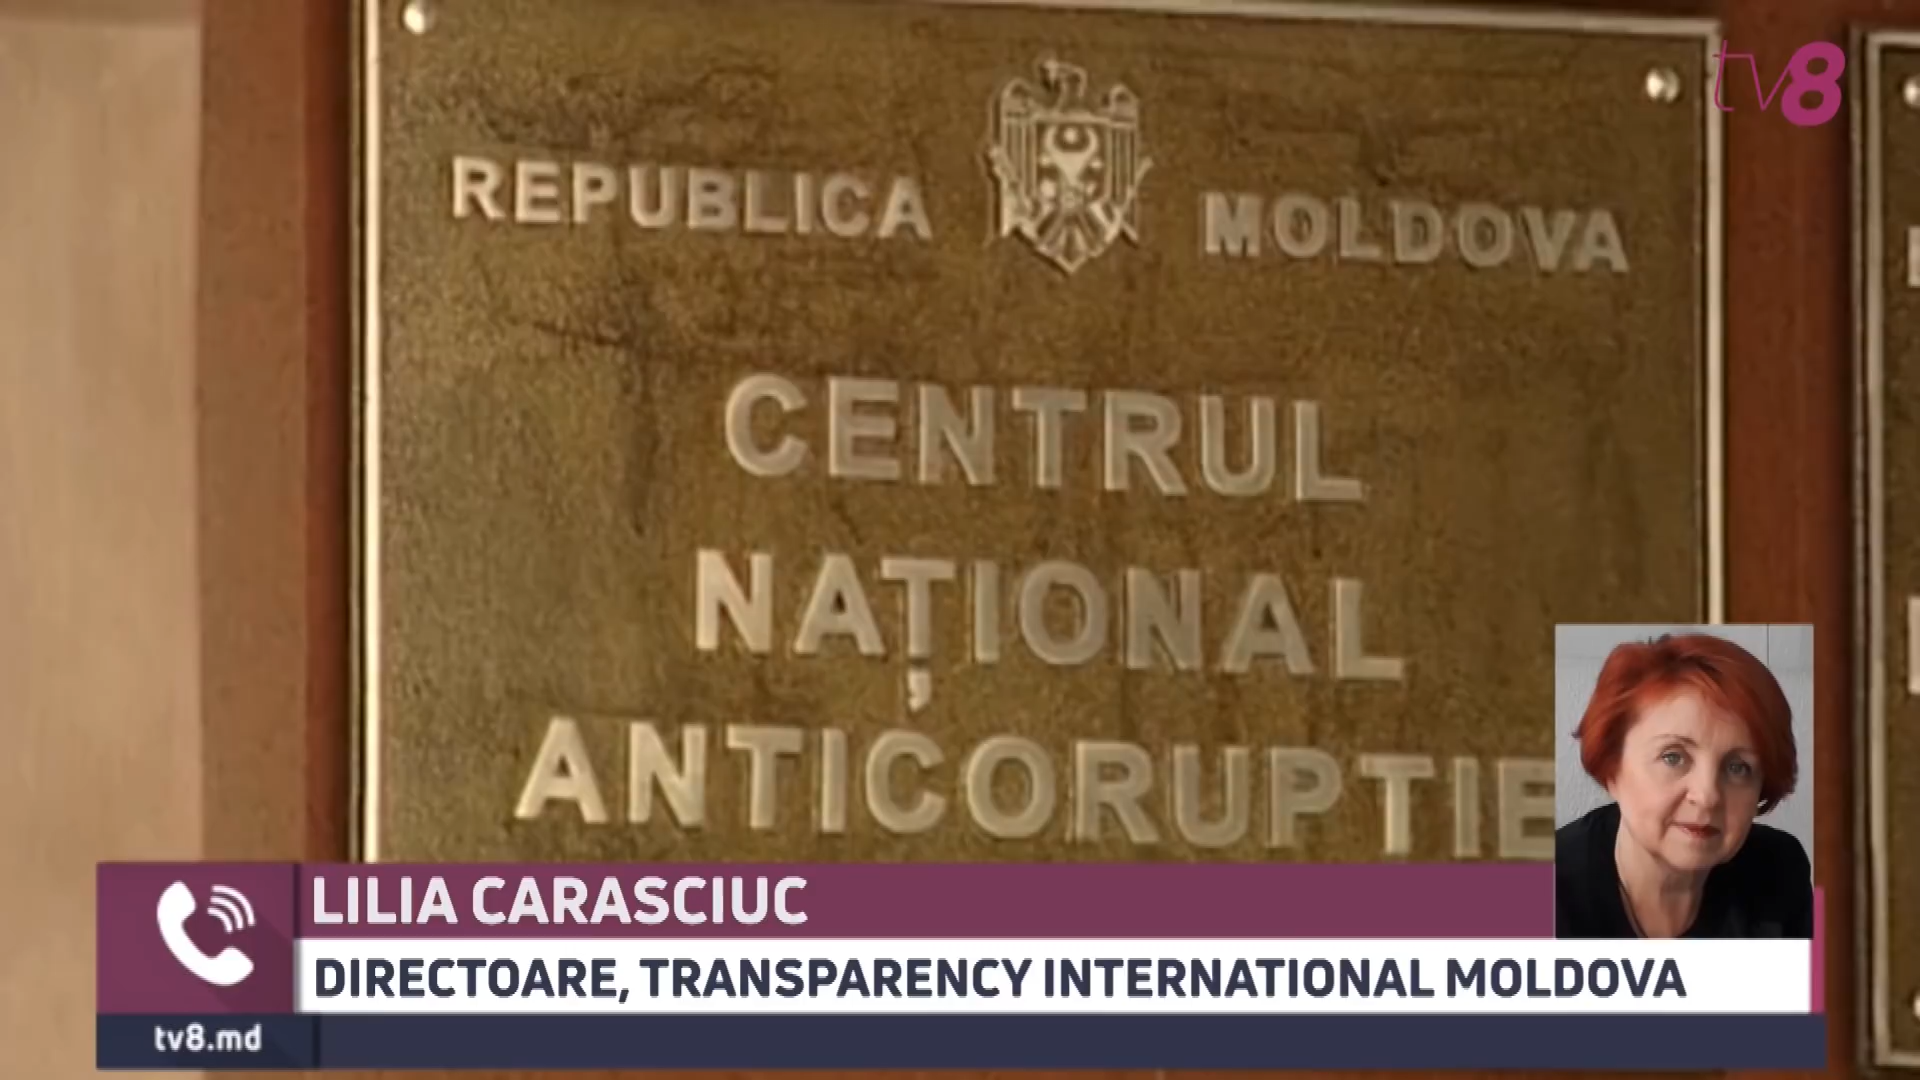 tv8
REPUBLICA MOLDOVA
CENTRUL
NAȚIONAL
ANTICORUPTIE
LILIA CARASCIUC
DIRECTOARE, TRANSPARENCY INTERNATIONAL MOLDOVA
tv8.md